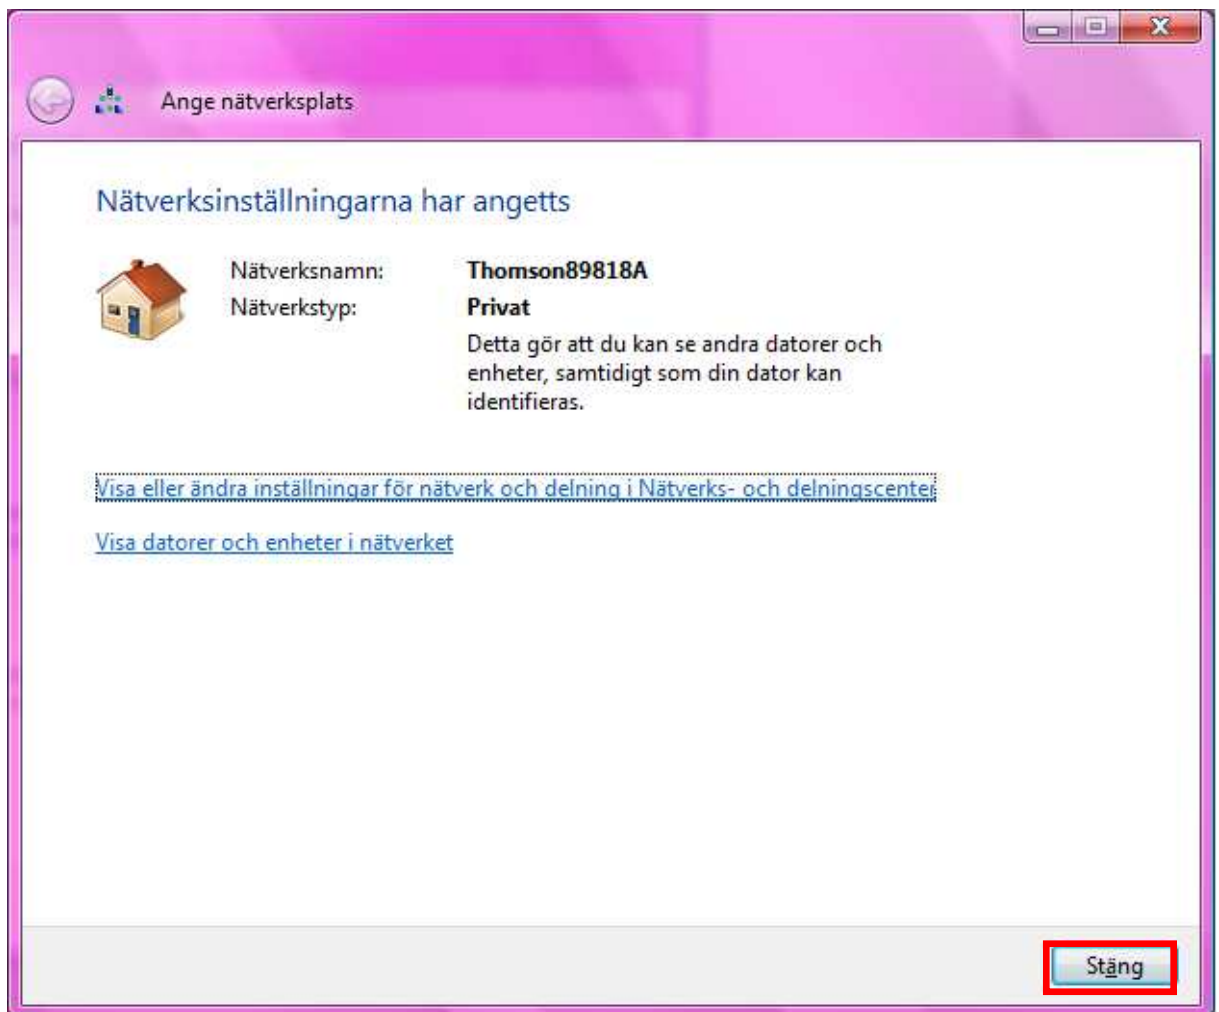 Ange nätverksplats
Nätverksinställningarna har angetts
Nätverksnamn: Thomson89818A
Nätverkstyp: Privat
Detta gör att du kan se andra datorer och
enheter, samtidigt som din dator kan
identifieras.
Visa eller ändra inställningar för nätverk och delning i Nätverks- och delningscenter
Visa datorer och enheter i nätverket
Stäng